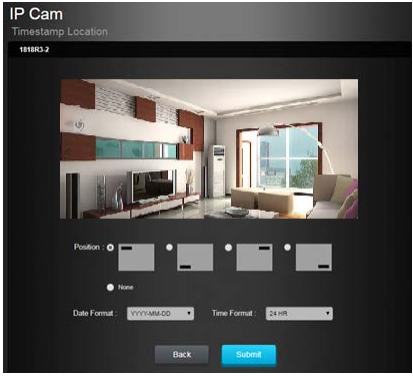 IP Cam
Timestamp Location
1818R3-2
Position :
None
Date Format : YYYY-MM-DD Time Format : 24 HR
Back Submit